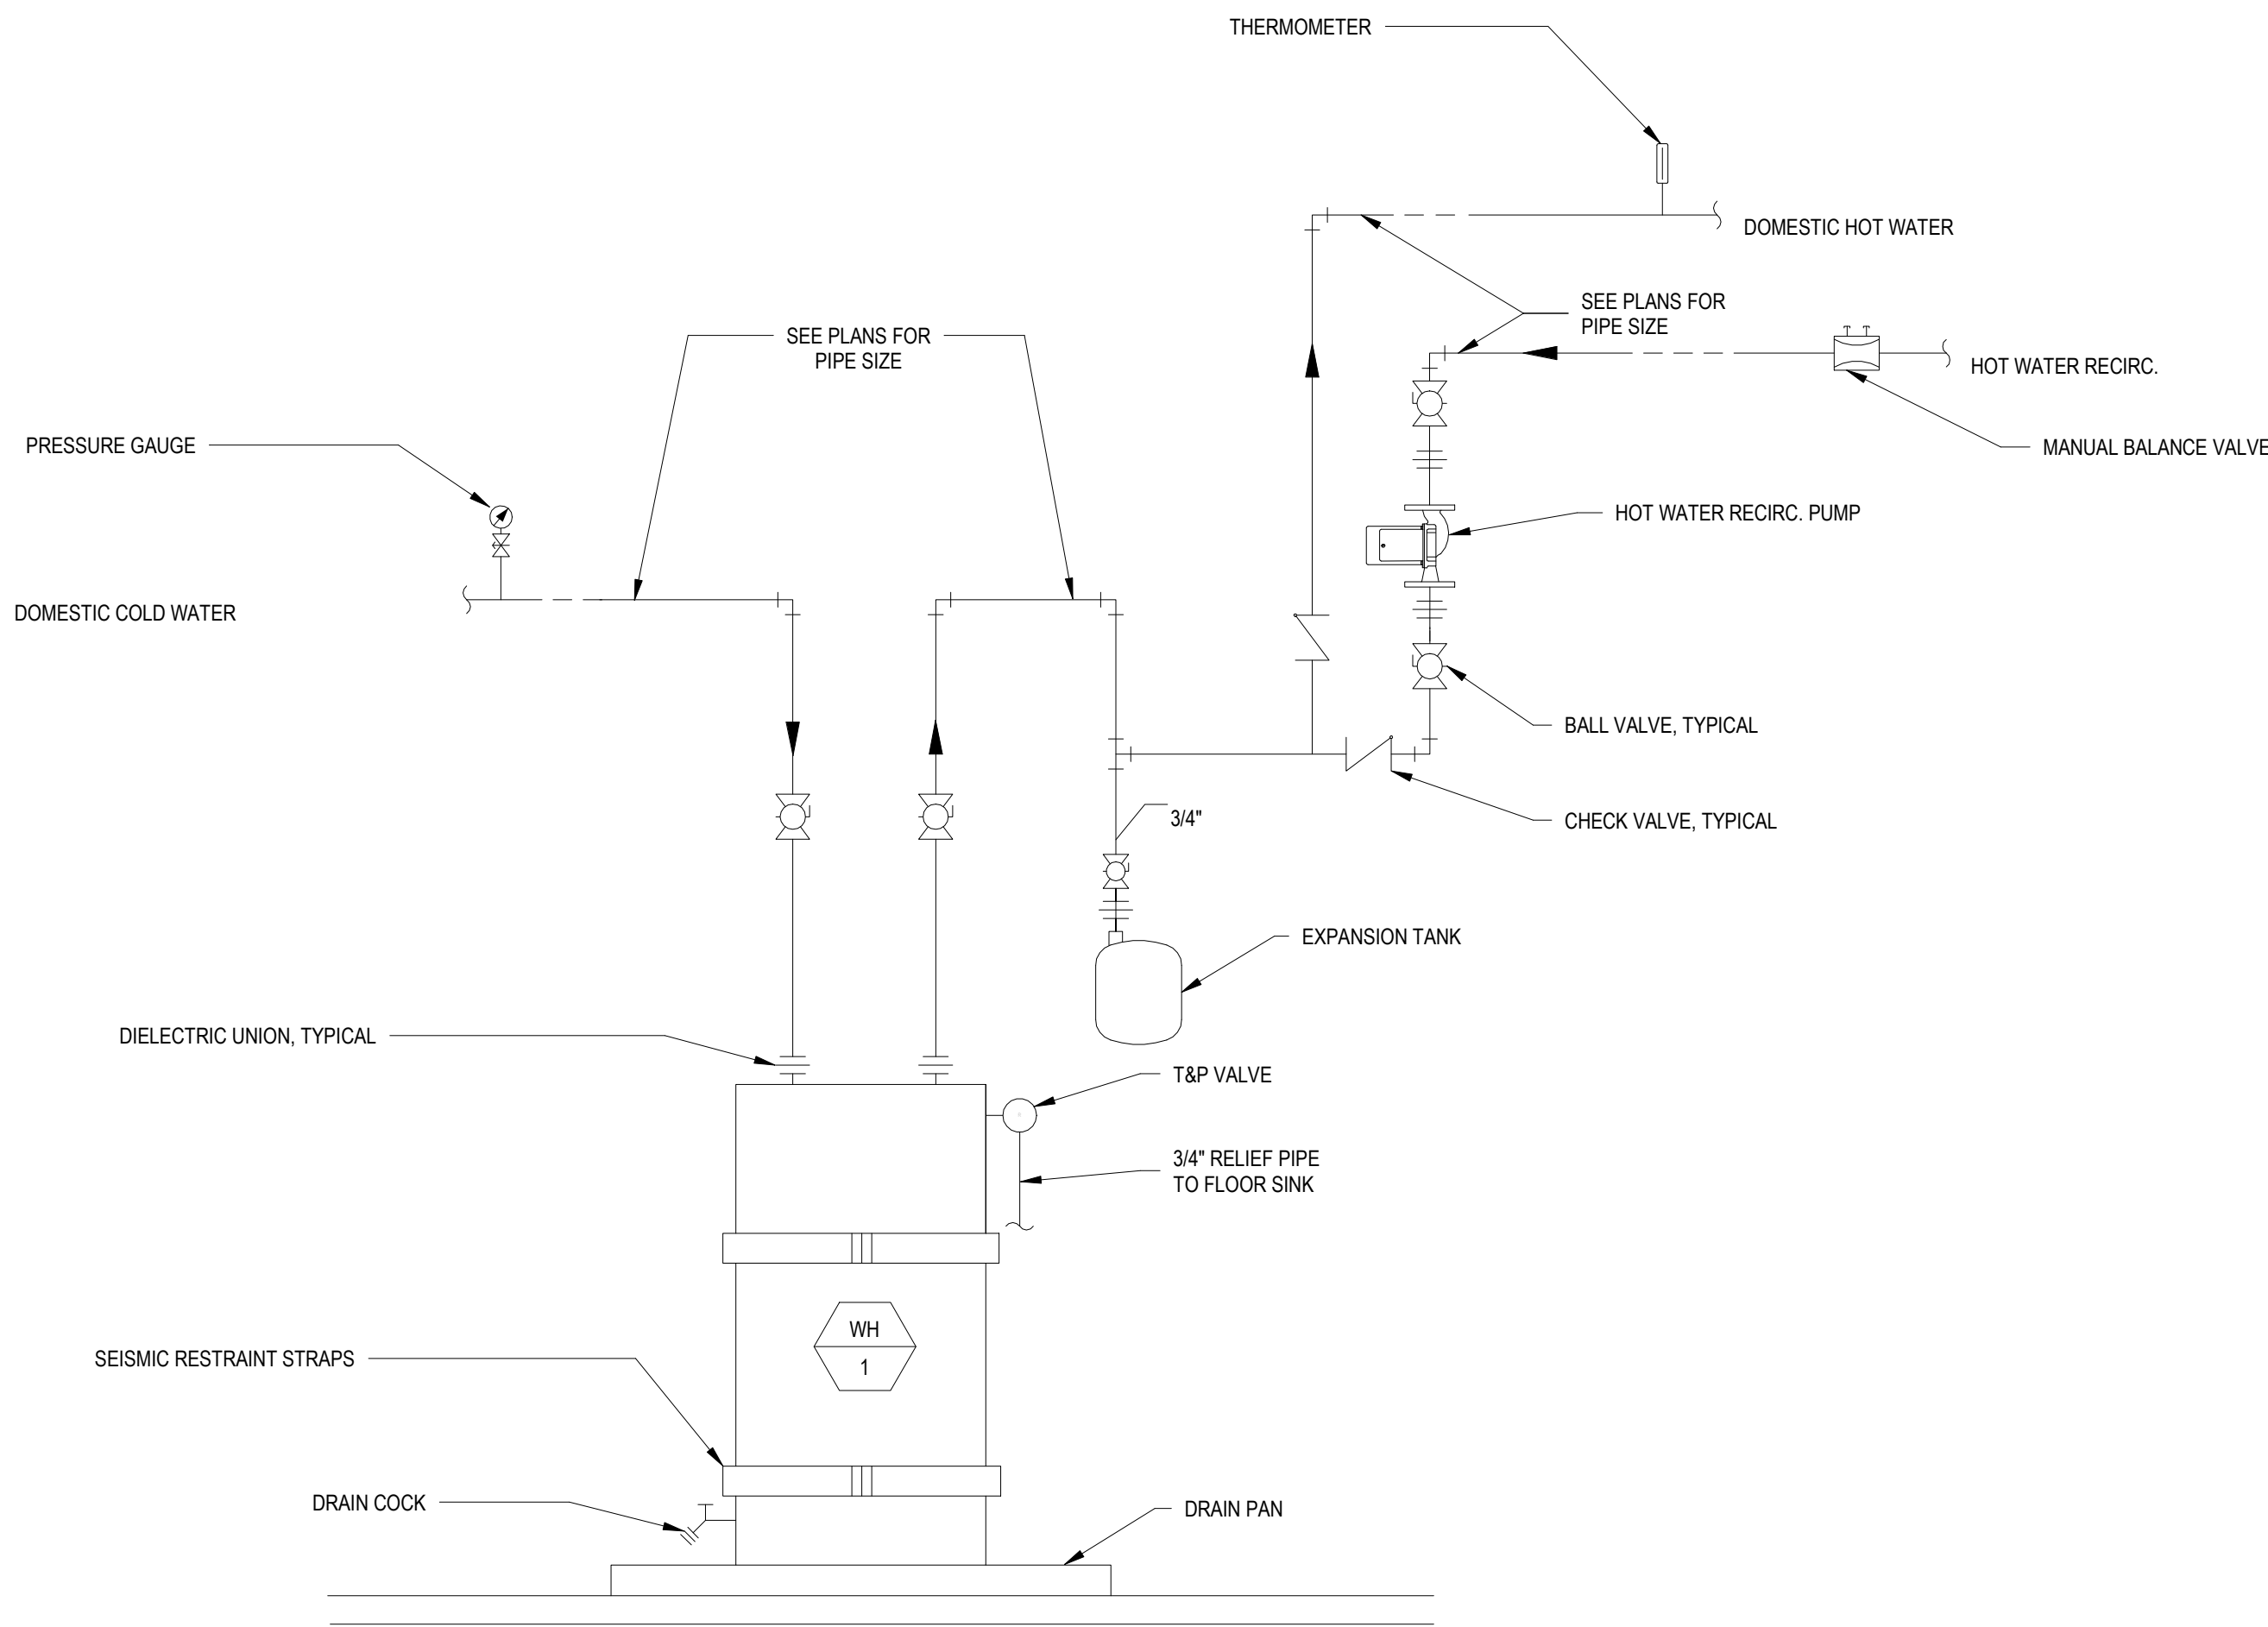 THERMOMETER
DOMESTIC HOT WATER
SEE PLANS FOR
PIPE SIZE
SEE PLANS FOR
PIPE SIZE
HOT WATER RECIRC.
PRESSURE GAUGE
MANUAL BALANCE VALVE
HOT WATER RECIRC. PUMP
DOMESTIC COLD WATER
BALL VALVE, TYPICAL
3/4"
CHECK VALVE, TYPICAL
EXPANSION TANK
DIELECTRIC UNION, TYPICAL
T&P VALVE
3/4" RELIEF PIPE
TO FLOOR SINK
WH
1
SEISMIC RESTRAINT STRAPS
DRAIN COCK
DRAIN PAN